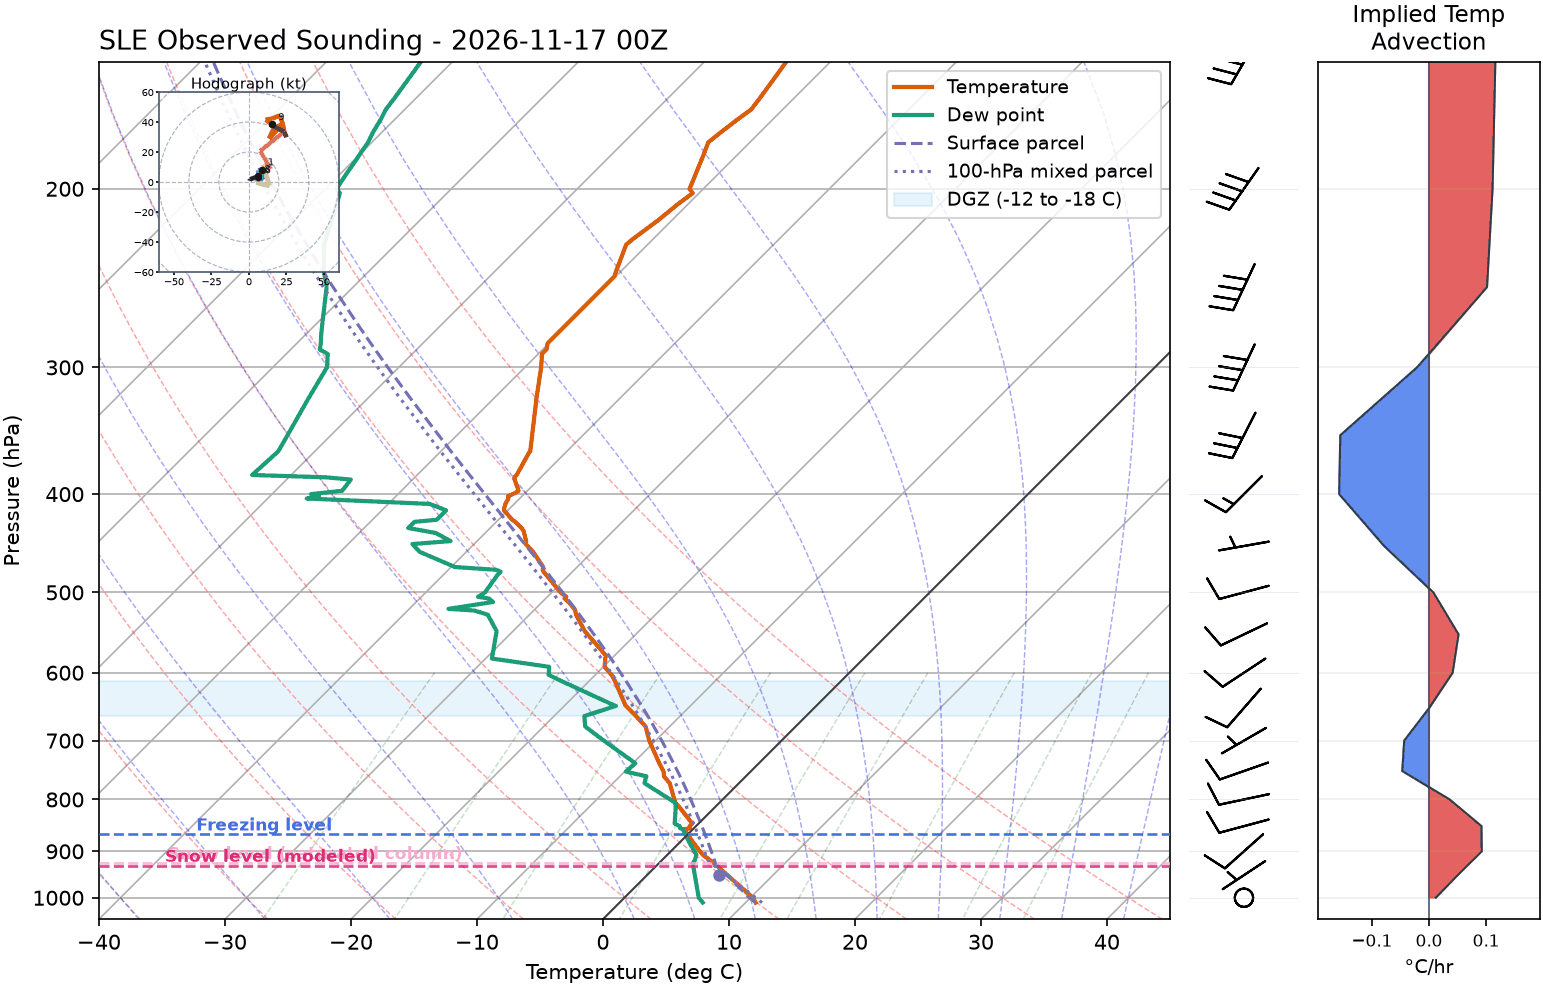 SLE Observed Sounding - 2026-11-17 00Z
Implied Temp
Advection
Hodograph (kt)
60
40
20
0
−20
−40
−60
−50
−25
0
25
50
9
1
Temperature
Dew point
Surface parcel
100-hPa mixed parcel
DGZ (-12 to -18 C)
Pressure (hPa)
200
300
400
500
600
700
800
900
1000
Freezing level
Snow level (modeled)
column)
−40
−30
−20
−10
0
10
20
30
40
Temperature (deg C)
−0.1
0.0
0.1
°C/hr